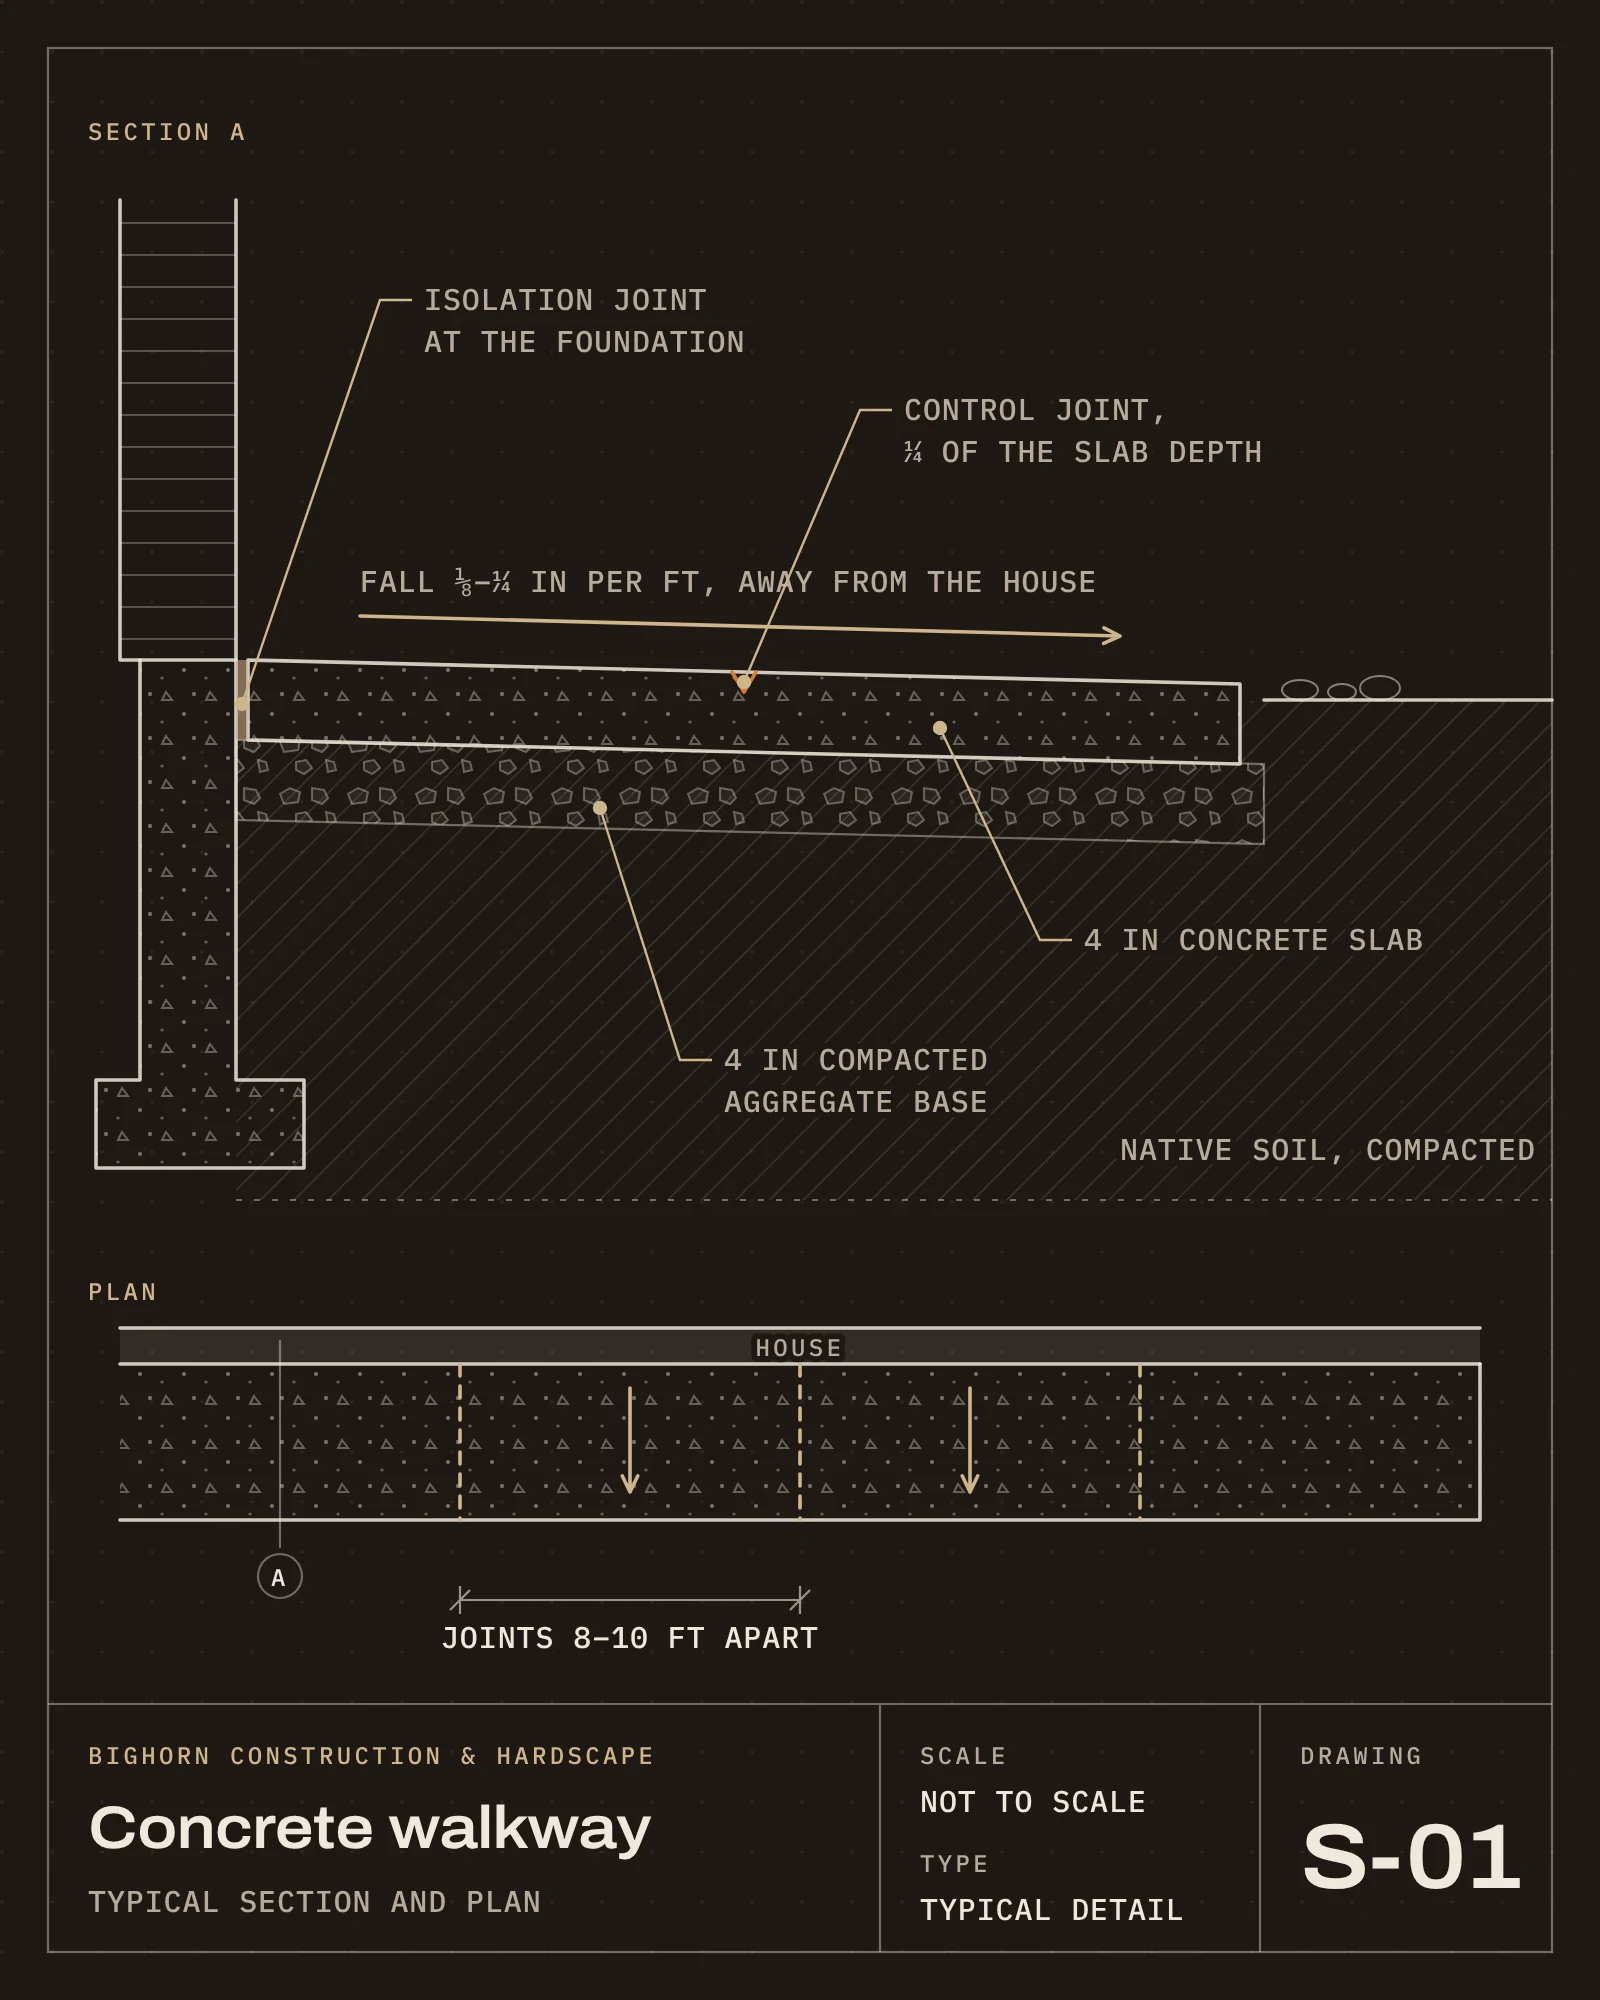 SECTION A
ISOLATION JOINT
AT THE FOUNDATION
CONTROL JOINT,
¼ OF THE SLAB DEPTH
FALL ⅛–¼ IN PER FT, AWAY FROM THE HOUSE
4 IN CONCRETE SLAB
4 IN COMPACTED
AGGREGATE BASE
NATIVE SOIL, COMPACTED
PLAN
HOUSE
A
JOINTS 8–10 FT APART
BIGHORN CONSTRUCTION & HARDSCAPE
Concrete walkway
TYPICAL SECTION AND PLAN
SCALE
NOT TO SCALE
TYPE
TYPICAL DETAIL
DRAWING
S-01